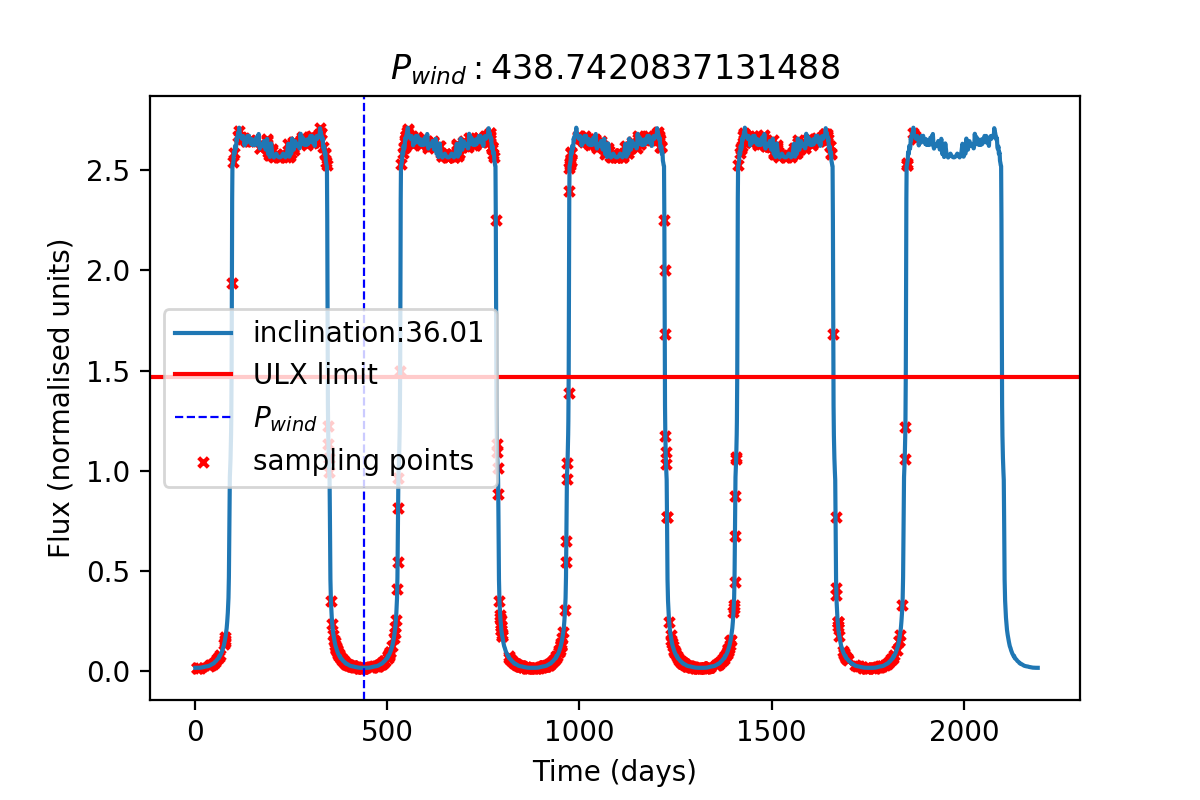 P_wind : 438.7420837131488
Flux (normalised units)
2.5
2.0
1.5
1.0
0.5
0.0
inclination:36.01
ULX limit
P_wind
sampling points
0 500 1000 1500 2000
Time (days)